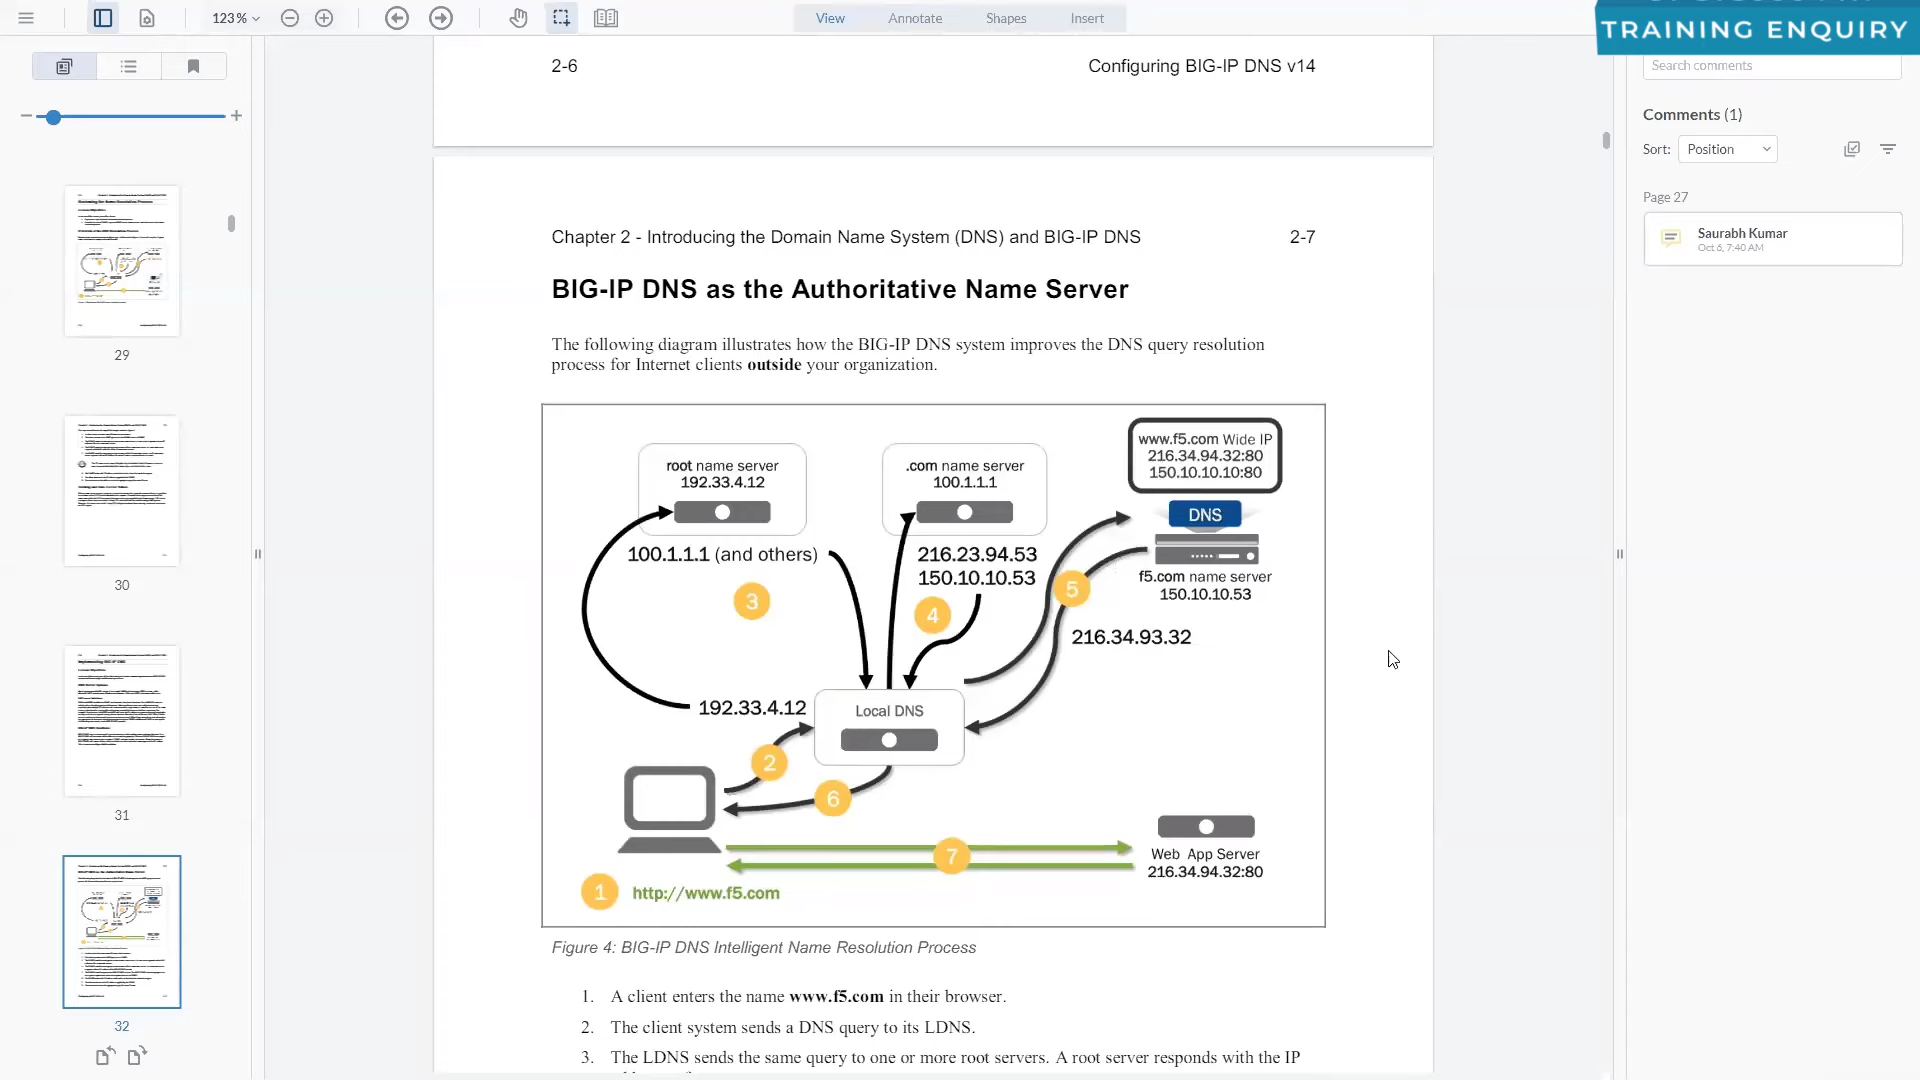 123%
View
Annotate
Shapes
Insert
TRAINING ENQUIRY
Search comments
Comments (1)
Sort:
Position
Page 27
Saurabh Kumar
Oct 6, 7:40 AM
29
30
31
32
2-6
Configuring BIG-IP DNS v14
Chapter 2 - Introducing the Domain Name System (DNS) and BIG-IP DNS
2-7
BIG-IP DNS as the Authoritative Name Server
The following diagram illustrates how the BIG-IP DNS system improves the DNS query resolution
process for Internet clients outside your organization.
root name server
192.33.4.12
.com name server
100.1.1.1
www.f5.com Wide IP
216.34.94.32:80
150.10.10.10:80
DNS
f5.com name server
150.10.10.53
100.1.1.1 (and others)
216.23.94.53
150.10.10.53
3
4
5
216.34.93.32
192.33.4.12
Local DNS
2
6
7
Web App Server
216.34.94.32:80
1
http://www.f5.com
Figure 4: BIG-IP DNS Intelligent Name Resolution Process
1. A client enters the name www.f5.com in their browser.
2. The client system sends a DNS query to its LDNS.
3. The LDNS sends the same query to one or more root servers. A root server responds with the IP